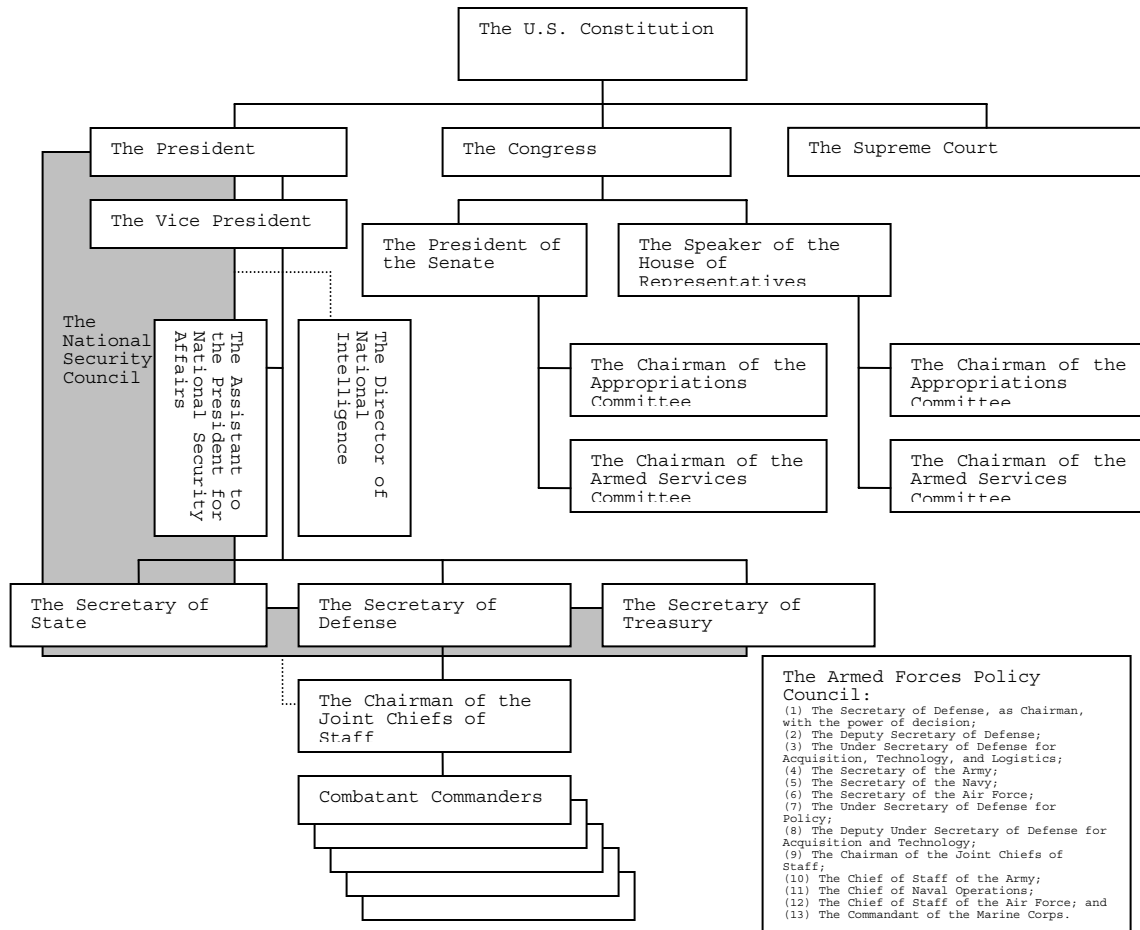 The U.S. Constitution
The President
The Congress
The Supreme Court
The Vice President
The President of
the Senate
The Speaker of the
House of
Representatives
The
National
Security
Council
The Assistant to
the President for
National Security
Affairs
The Director of
National
Intelligence
The Chairman of the
Appropriations
Committee
The Chairman of the
Appropriations
Committee
The Chairman of the
Armed Services
Committee
The Chairman of the
Armed Services
Committee
The Secretary of
State
The Secretary of
Defense
The Secretary of
Treasury
The Chairman of the
Joint Chiefs of
Staff
Combatant Commanders
The Armed Forces Policy
Council:
(1) The Secretary of Defense, as Chairman,
with the power of decision;
(2) The Deputy Secretary of Defense;
(3) The Under Secretary of Defense for
Acquisition, Technology, and Logistics;
(4) The Secretary of the Army;
(5) The Secretary of the Navy;
(6) The Secretary of the Air Force;
(7) The Under Secretary of Defense for
Policy;
(8) The Deputy Under Secretary of Defense for
Acquisition and Technology;
(9) The Chairman of the Joint Chiefs of
Staff;
(10) The Chief of Staff of the Army;
(11) The Chief of Naval Operations;
(12) The Chief of Staff of the Air Force; and
(13) The Commandant of the Marine Corps.